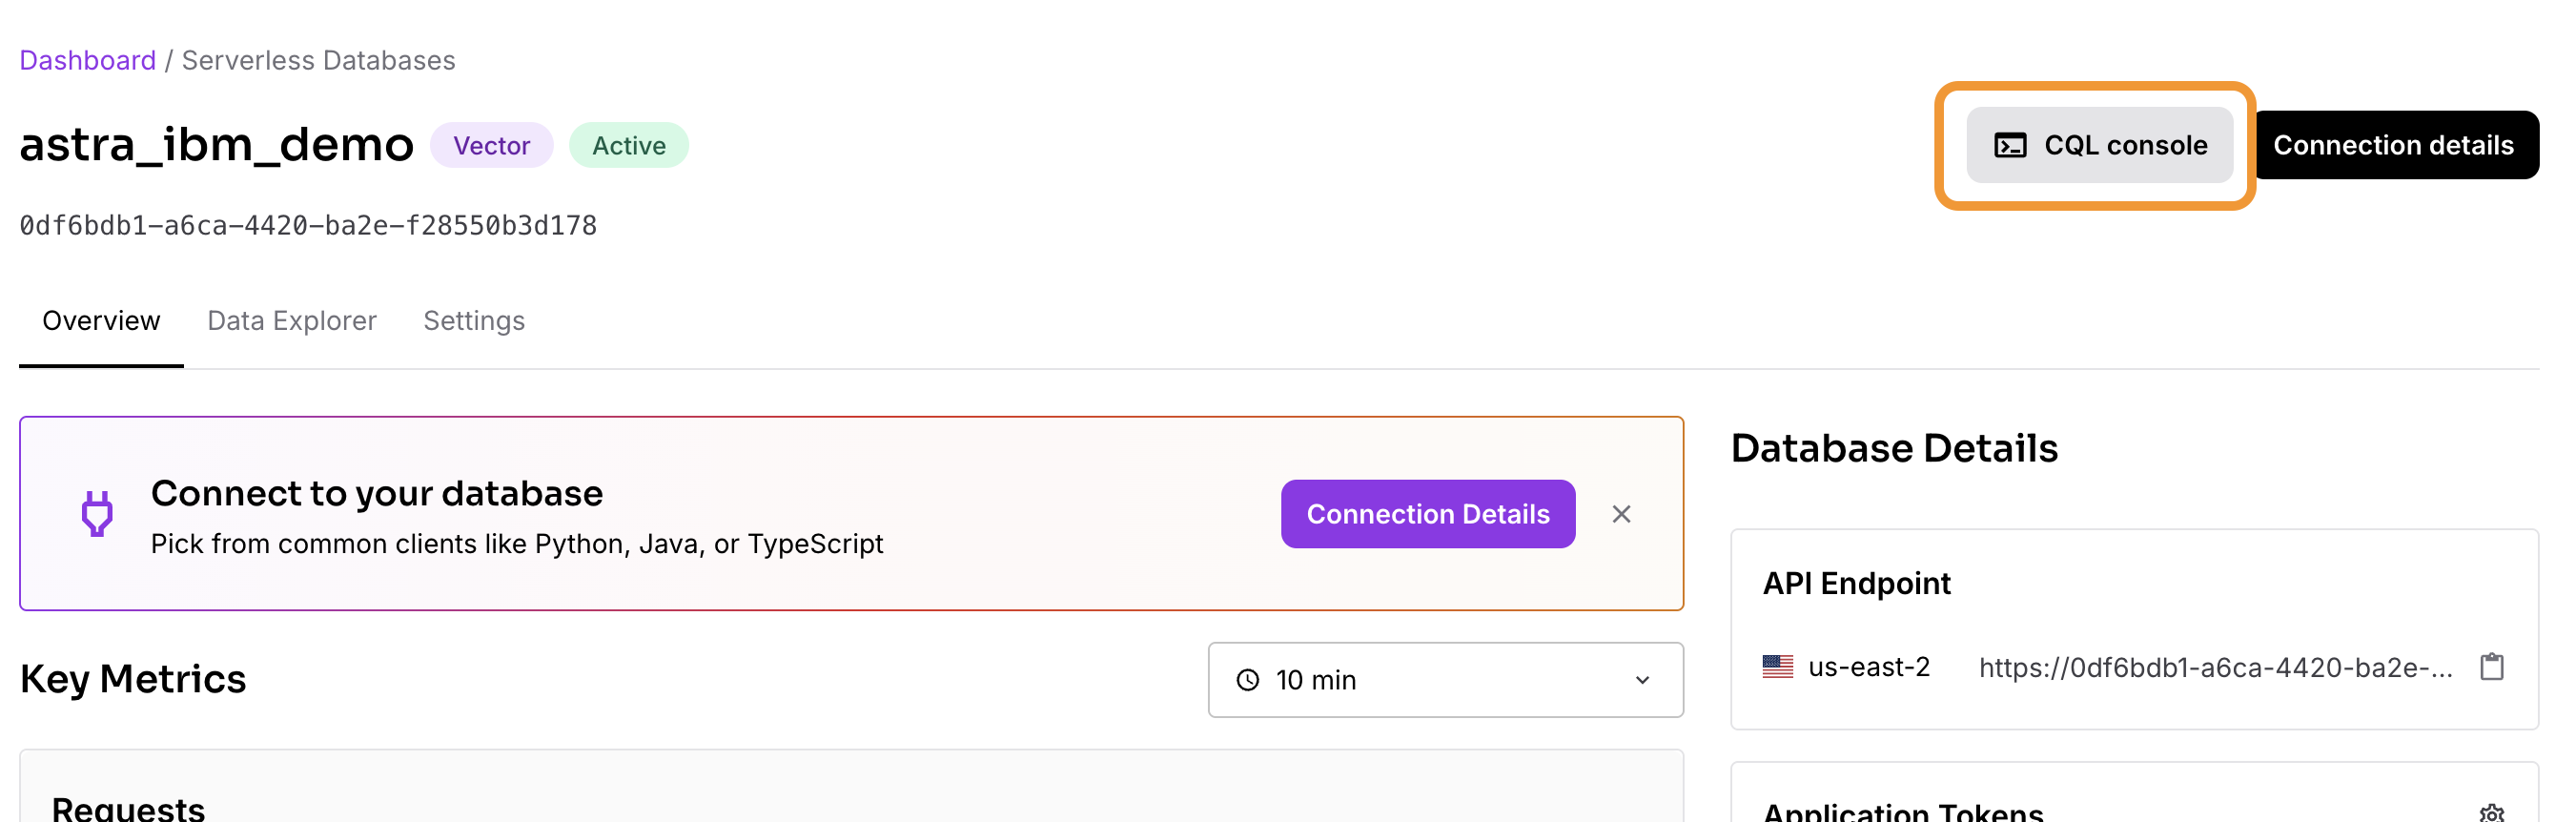 Dashboard / Serverless Databases
astra_ibm_demo Vector Active
CQL console Connection details
0df6bdb1-a6ca-4420-ba2e-f28550b3d178
Overview Data Explorer Settings
Connect to your database
Pick from common clients like Python, Java, or TypeScript
Connection Details
Key Metrics
10 min
Requests
Database Details
API Endpoint
us-east-2 https://0df6bdb1-a6ca-4420-ba2e-...
Application Tokens